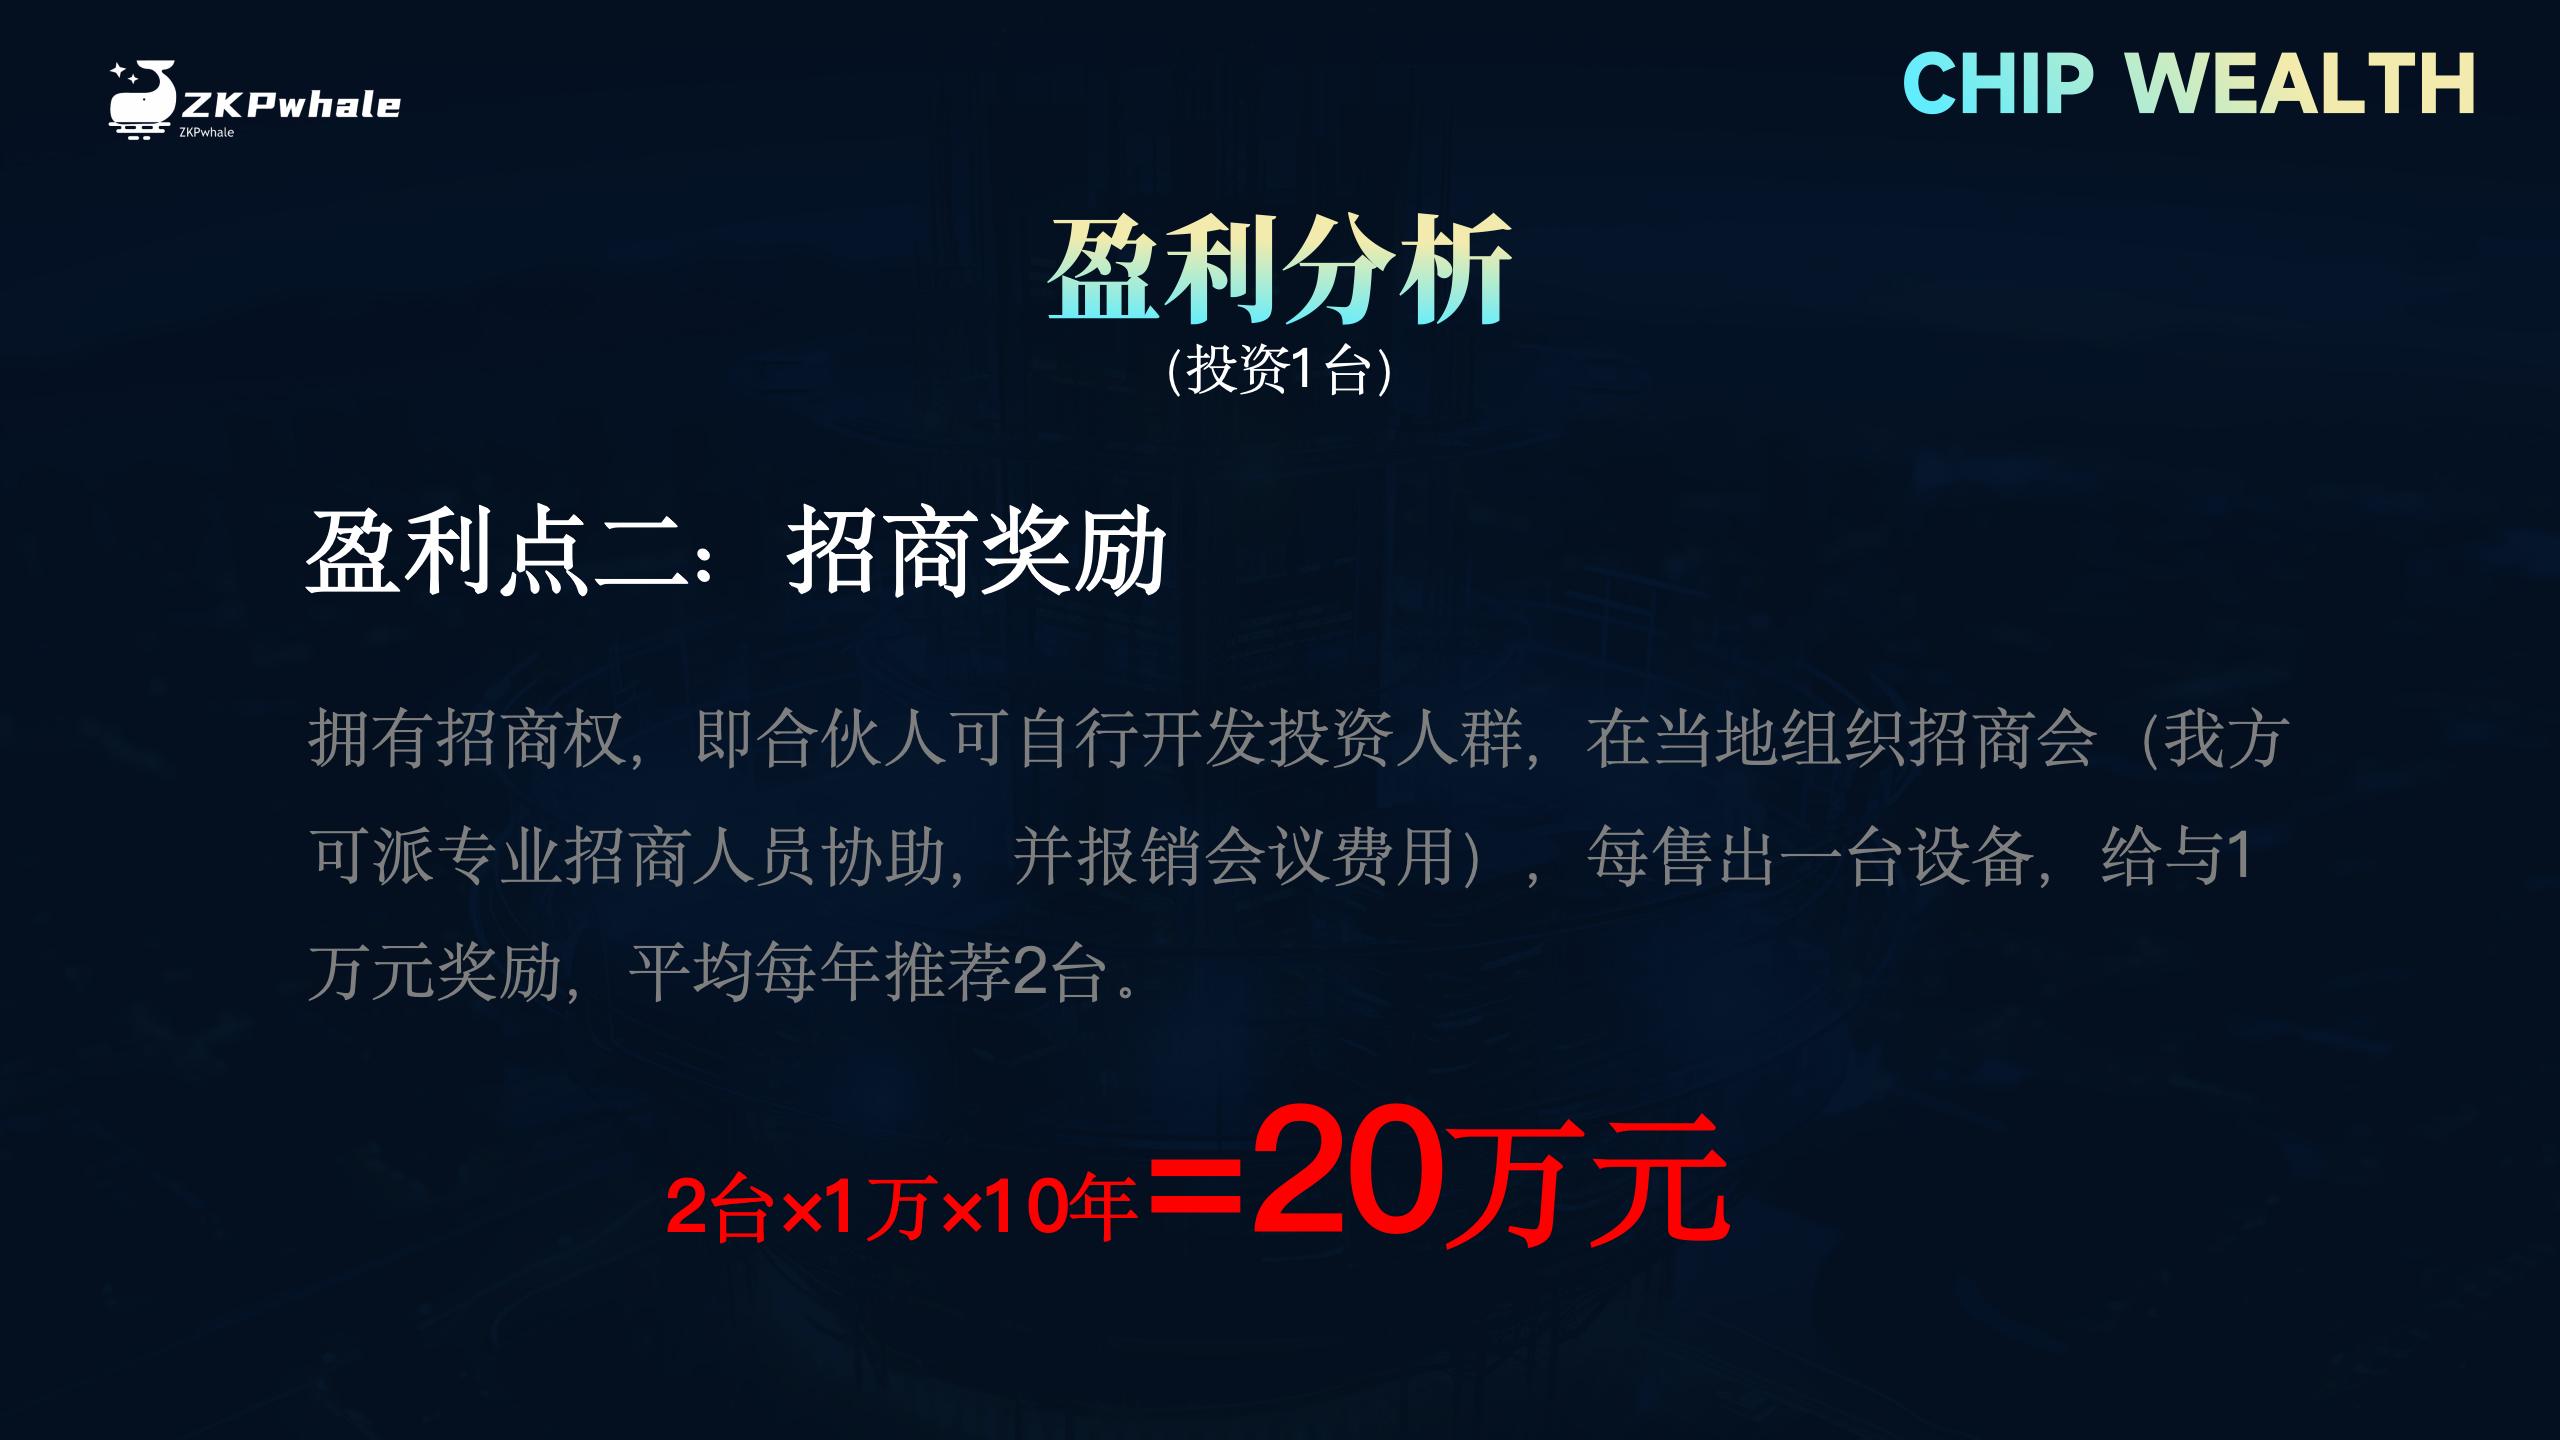 ZKPwhale
ZKPwhale
CHIP WEALTH
盈利分析
(投资1台)
盈利点二：招商奖励
拥有招商权，即合伙人可自行开发投资人群，在当地组织招商会（我方
可派专业招商人员协助，并报销会议费用），每售出一台设备，给与1
万元奖励，平均每年推荐2台。
2台×1万×10年=20万元